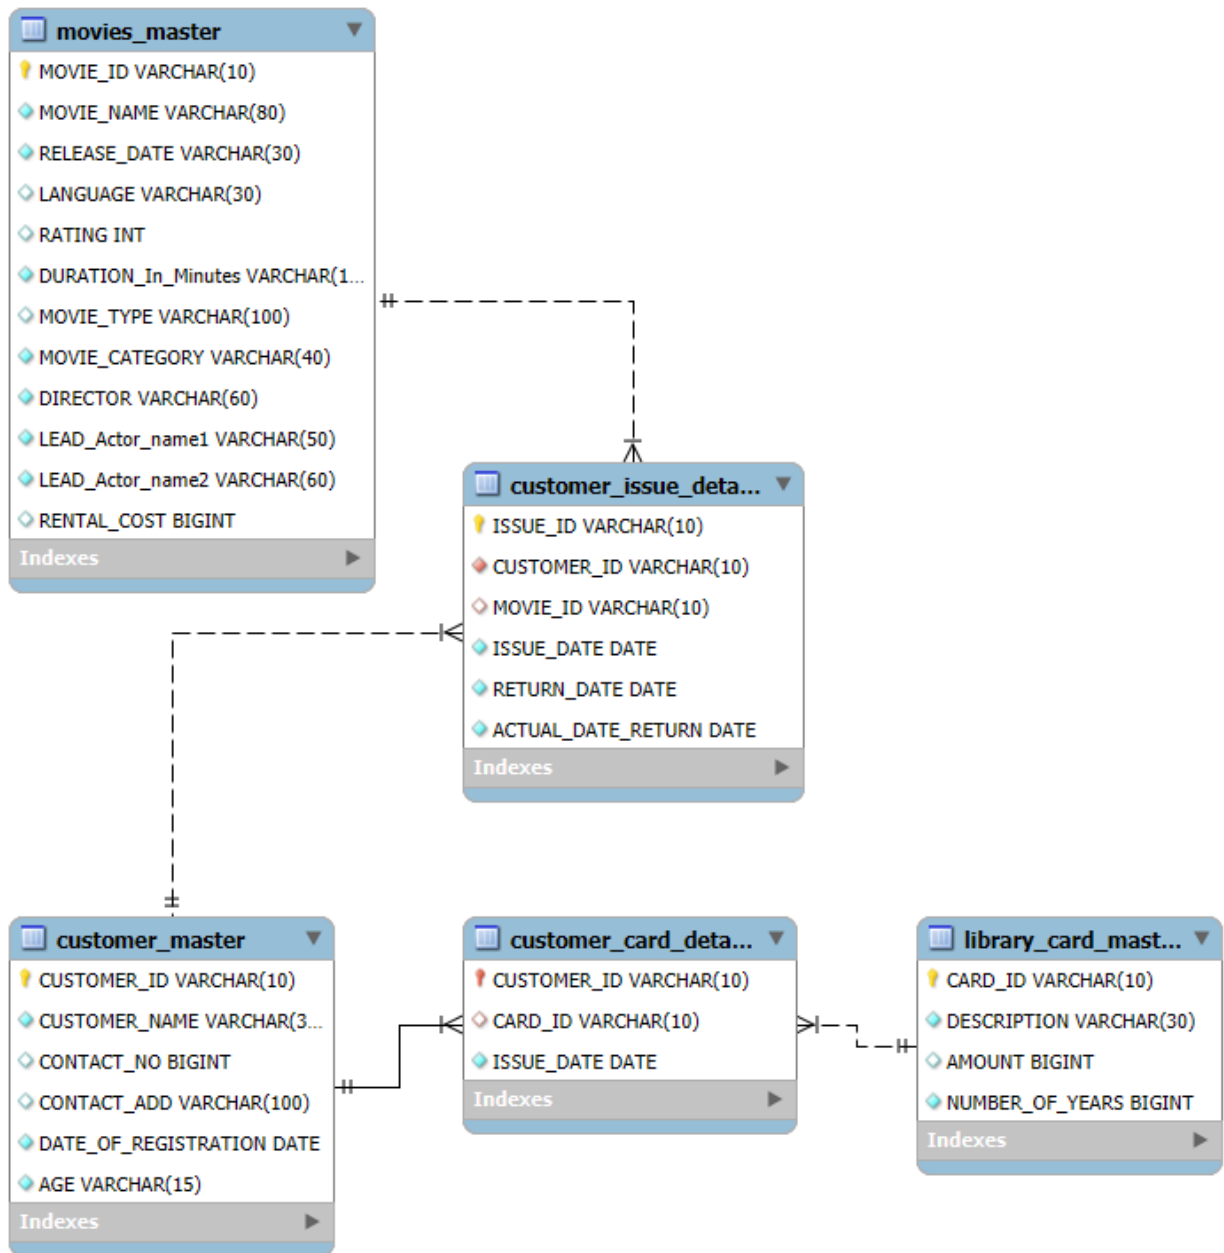 movies_master
MOVIE_ID VARCHAR(10)
MOVIE_NAME VARCHAR(80)
RELEASE_DATE VARCHAR(30)
LANGUAGE VARCHAR(30)
RATING INT
DURATION_In_Minutes VARCHAR(1...
MOVIE_TYPE VARCHAR(100)
MOVIE_CATEGORY VARCHAR(40)
DIRECTOR VARCHAR(60)
LEAD_Actor_name1 VARCHAR(50)
LEAD_Actor_name2 VARCHAR(60)
RENTAL_COST BIGINT
Indexes
customer_issue_deta...
ISSUE_ID VARCHAR(10)
CUSTOMER_ID VARCHAR(10)
MOVIE_ID VARCHAR(10)
ISSUE_DATE DATE
RETURN_DATE DATE
ACTUAL_DATE_RETURN DATE
Indexes
customer_master
CUSTOMER_ID VARCHAR(10)
CUSTOMER_NAME VARCHAR(3...
CONTACT_NO BIGINT
CONTACT_ADD VARCHAR(100)
DATE_OF_REGISTRATION DATE
AGE VARCHAR(15)
Indexes
customer_card_deta...
CUSTOMER_ID VARCHAR(10)
CARD_ID VARCHAR(10)
ISSUE_DATE DATE
Indexes
library_card_mast...
CARD_ID VARCHAR(10)
DESCRIPTION VARCHAR(30)
AMOUNT BIGINT
NUMBER_OF_YEARS BIGINT
Indexes